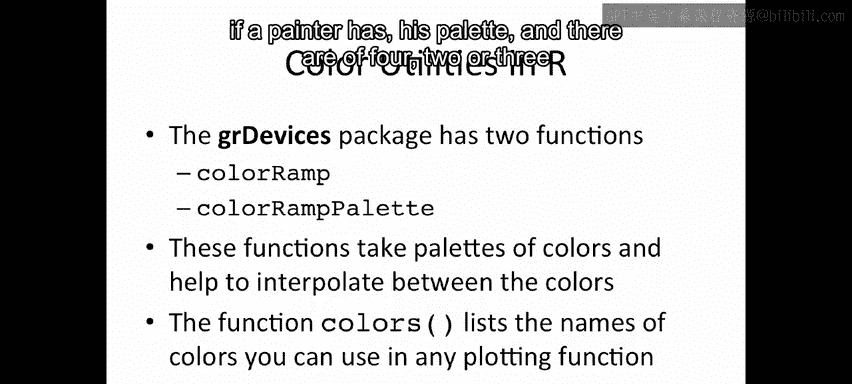 if a painter has, his palette, and there
are of four, two or three
Color Utilities in R
• The grDevices package has two functions
– colorRamp
– colorRampPalette
• These functions take palettes of colors and
help to interpolate between the colors
• The function colors() lists the names of
colors you can use in any plotting function